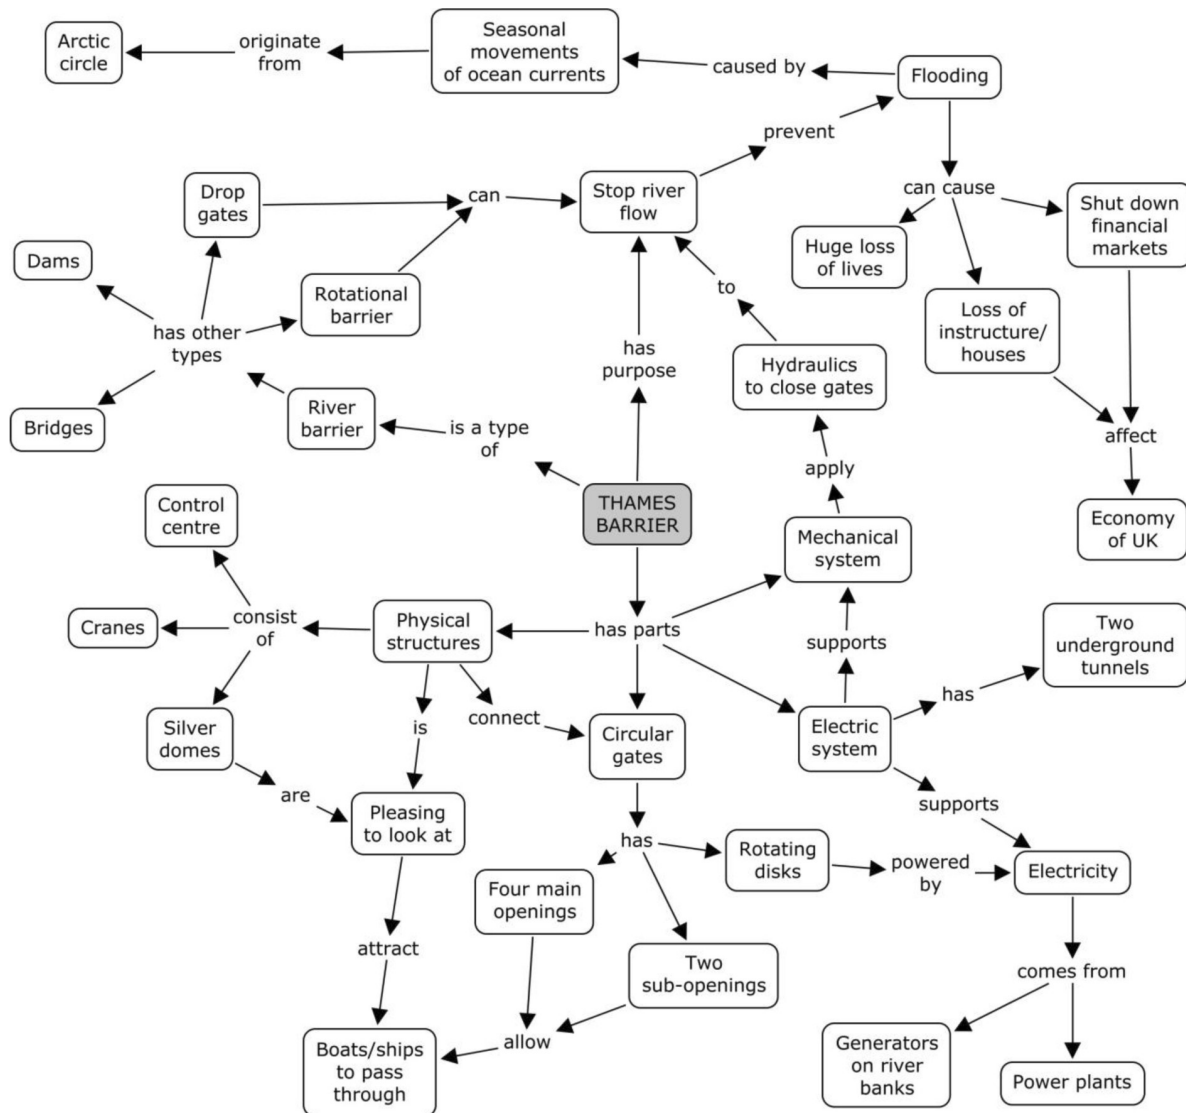 Arctic
circle
originate
from
Seasonal
movements
of ocean currents
caused by
Flooding
prevent
can cause
Huge loss
of lives
Loss of
instructure/
houses
Shut down
financial
markets
affect
Economy
of UK
Drop
gates
can
Stop river
flow
Dams
has other
types
Rotational
barrier
Bridges
River
barrier
is a type
of
has
purpose
to
Hydraulics
to close gates
apply
THAMES
BARRIER
Mechanical
system
Control
centre
Cranes
consist
of
Physical
structures
has parts
supports
Two
underground
tunnels
has
Silver
domes
is
connect
Circular
gates
Electric
system
are
Pleasing
to look at
supports
has
Rotating
disks
powered
by
Electricity
Four main
openings
attract
Two
sub-openings
comes from
Boats/ships
to pass
through
allow
Generators
on river
banks
Power plants